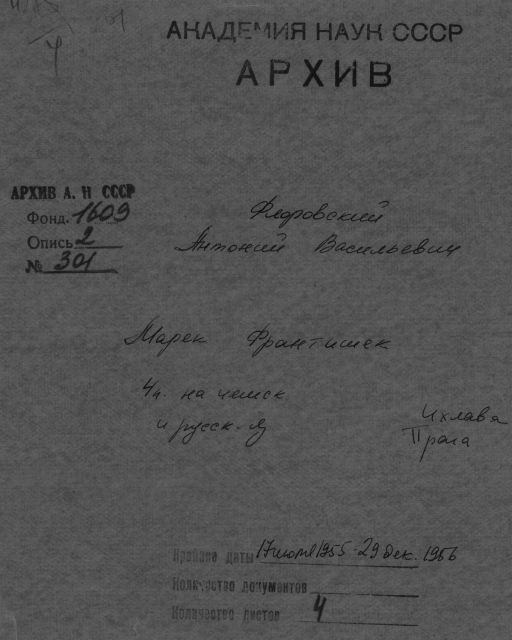 АКАДЕМИЯ НАУК СССР
АРХИВ
АРХИВ А. Н СССР
Фонд. 1609
Опись 2
№ 301
Флоровский
Антоний Васильевич
Марек Франтишек
4 п. на чешск
и русск. яз
Ихлава
Прага
Крайние даты 17 июля 1955 - 29 дек. 1956
Количество документов
Количество листов 4